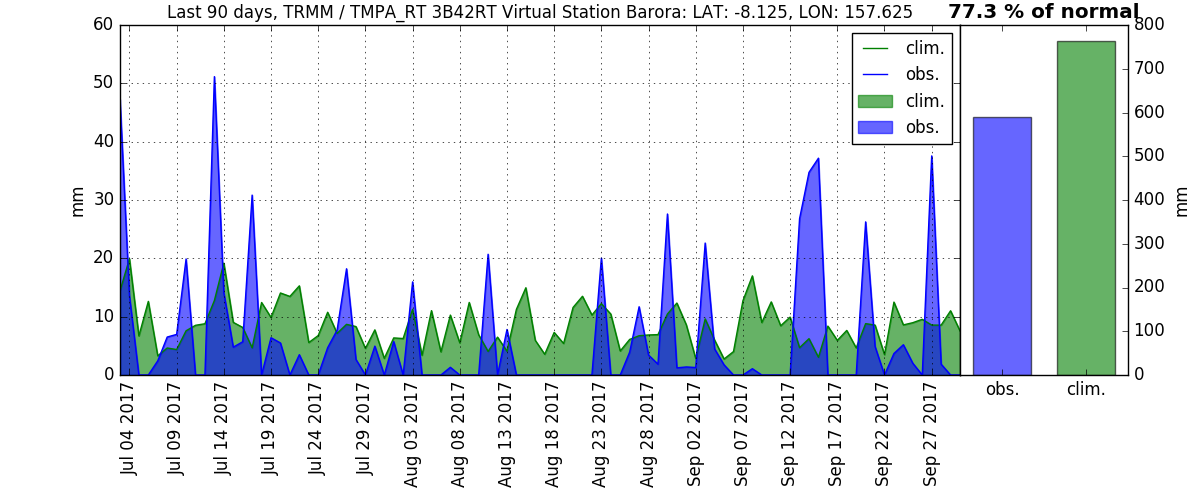 Last 90 days, TRMM / TMPA_RT 3B42RT Virtual Station Barora: LAT: -8.125, LON: 157.625
77.3 % of normal
mm
60
50
40
30
20
10
0
clim.
obs.
clim.
obs.
Jul 04 2017
Jul 09 2017
Jul 14 2017
Jul 19 2017
Jul 24 2017
Jul 29 2017
Aug 03 2017
Aug 08 2017
Aug 13 2017
Aug 18 2017
Aug 23 2017
Aug 28 2017
Sep 02 2017
Sep 07 2017
Sep 12 2017
Sep 17 2017
Sep 22 2017
Sep 27 2017
800
700
600
500
400
300
200
100
0
mm
obs.
clim.